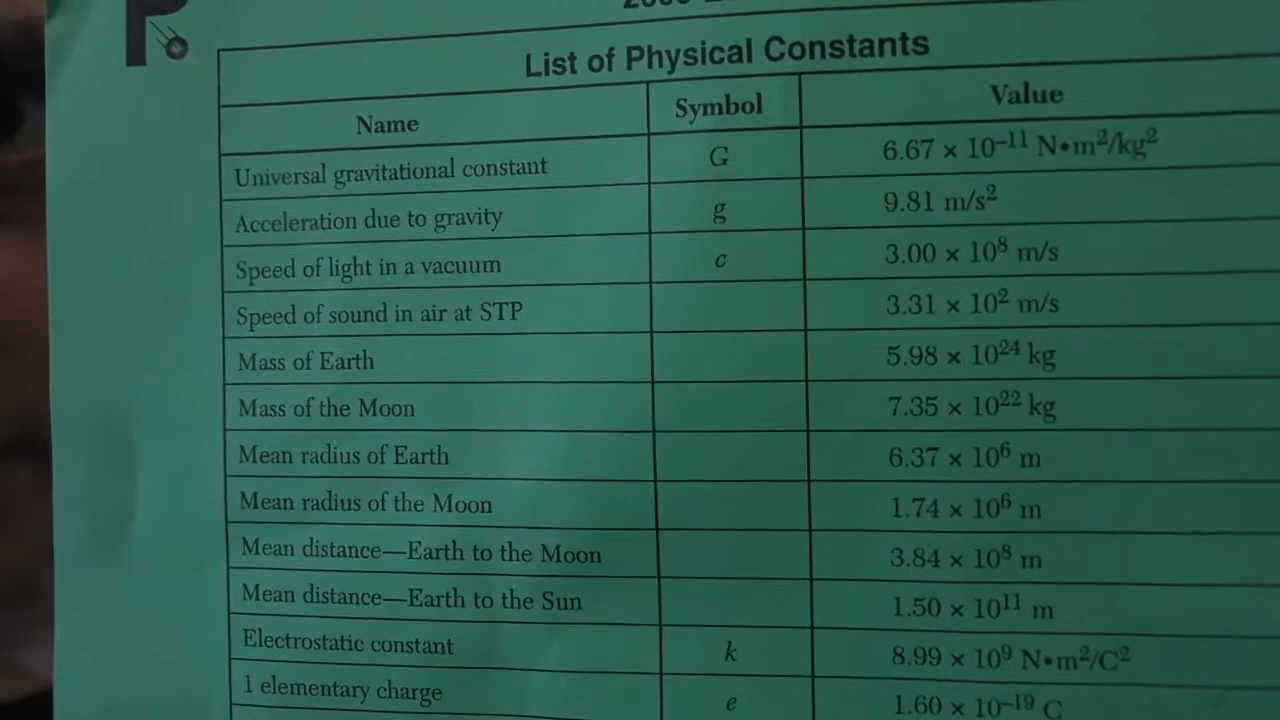 List of Physical Constants
Name Symbol Value
Universal gravitational constant G 6.67 × 10⁻¹¹ N•m²/kg²
Acceleration due to gravity g 9.81 m/s²
Speed of light in a vacuum c 3.00 × 10⁸ m/s
Speed of sound in air at STP 3.31 × 10² m/s
Mass of Earth 5.98 × 10²⁴ kg
Mass of the Moon 7.35 × 10²² kg
Mean radius of Earth 6.37 × 10⁶ m
Mean radius of the Moon 1.74 × 10⁶ m
Mean distance—Earth to the Moon 3.84 × 10⁸ m
Mean distance—Earth to the Sun 1.50 × 10¹¹ m
Electrostatic constant k 8.99 × 10⁹ N•m²/C²
1 elementary charge e 1.60 × 10⁻¹⁹ C